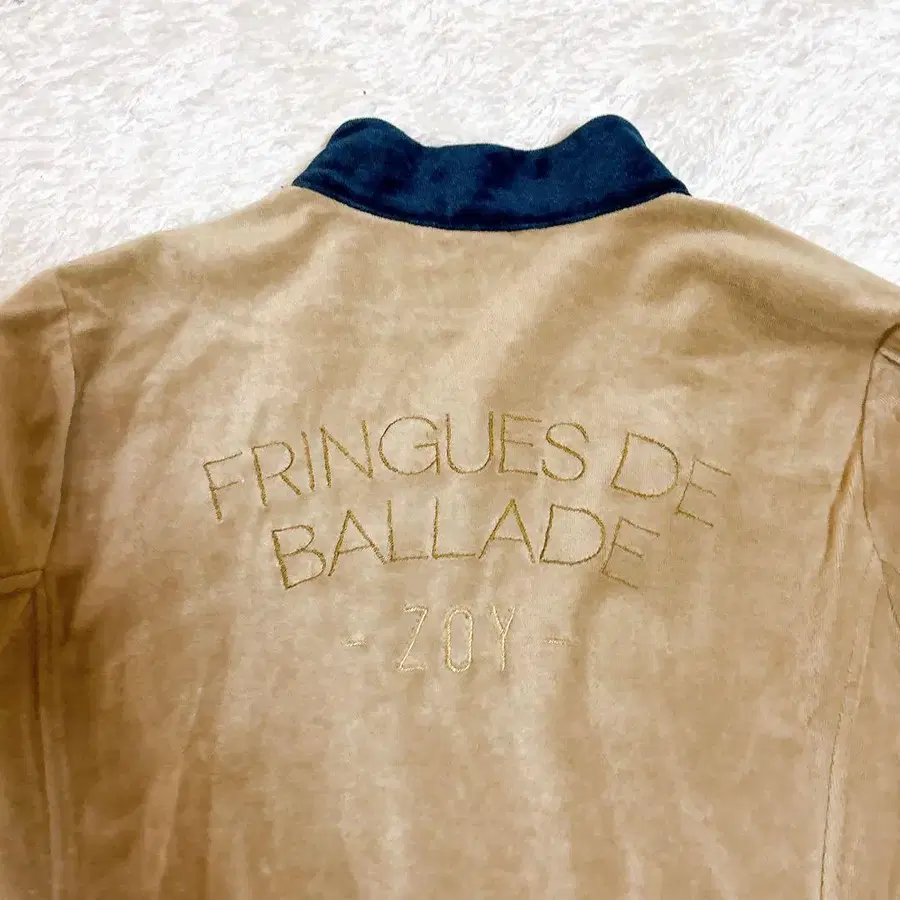 FRINGUES DE
BALLADE
- ZOY -